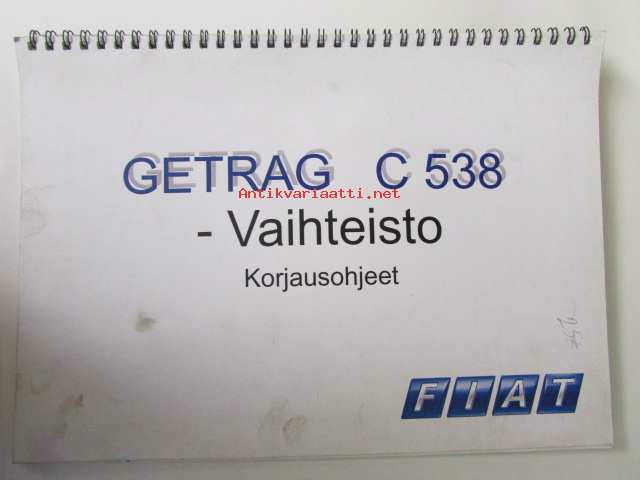 GETRAG C 538
Antikvariaatti.net
- Vaihteisto
Korjausohjeet
FIAT